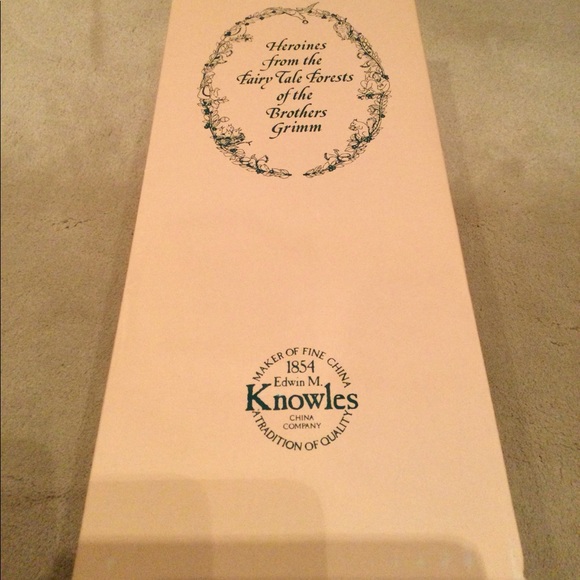 Heroines
from the
Fairy Tale Forests
of the
Brothers
Grimm
MAKER OF FINE CHINA
1854
Edwin M.
Knowles
CHINA
COMPANY
A TRADITION OF QUALITY